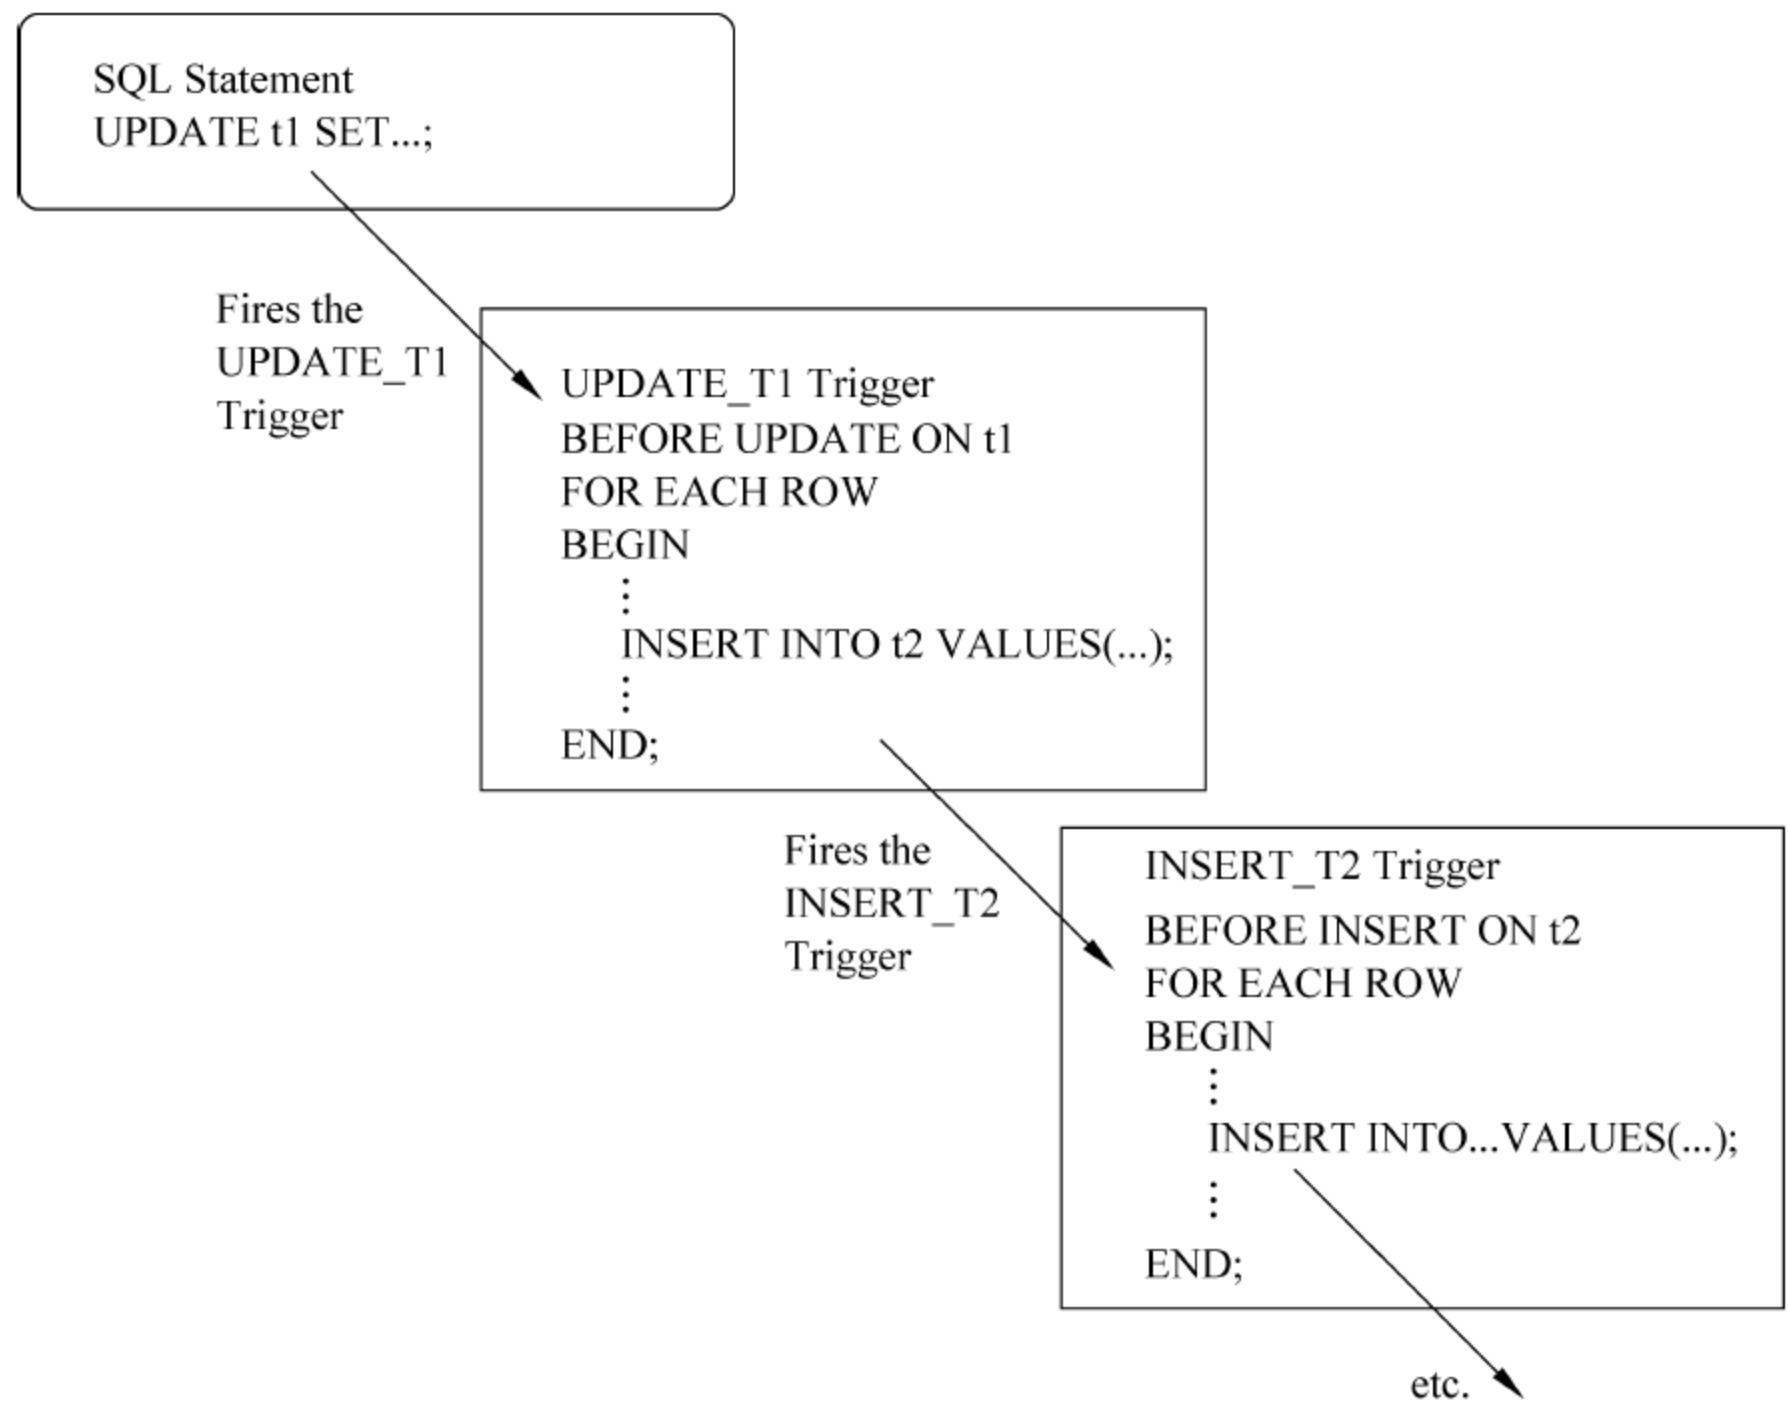 SQL Statement
UPDATE t1 SET...;
Fires the
UPDATE_T1
Trigger
UPDATE_T1 Trigger
BEFORE UPDATE ON t1
FOR EACH ROW
BEGIN
INSERT INTO t2 VALUES(...);
END;
Fires the
INSERT_T2
Trigger
INSERT_T2 Trigger
BEFORE INSERT ON t2
FOR EACH ROW
BEGIN
INSERT INTO...VALUES(...);
END;
etc.